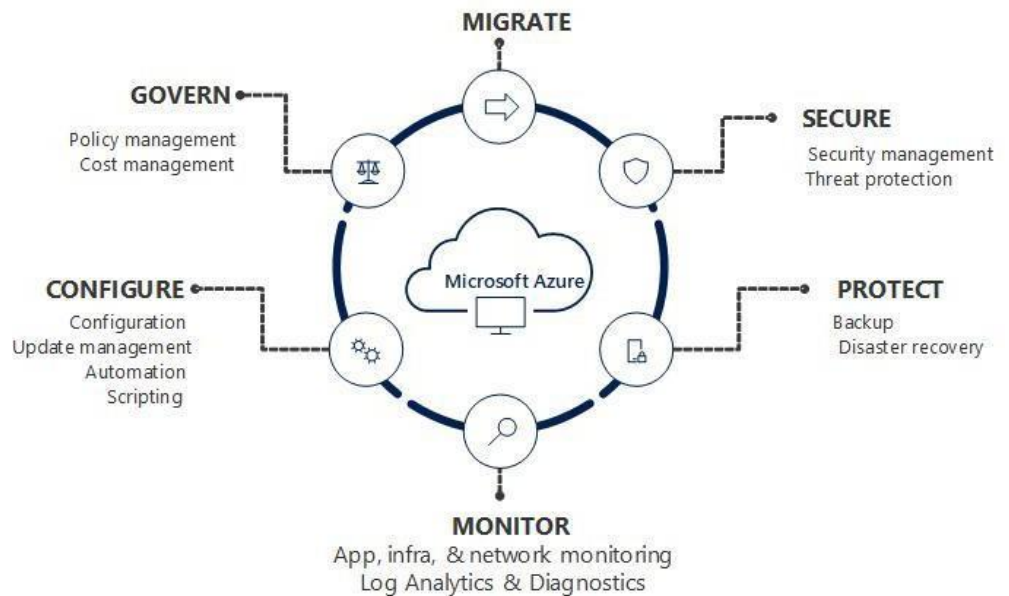 MIGRATE
GOVERN
Policy management
Cost management
SECURE
Security management
Threat protection
Microsoft Azure
CONFIGURE
Configuration
Update management
Automation
Scripting
PROTECT
Backup
Disaster recovery
MONITOR
App, infra, & network monitoring
Log Analytics & Diagnostics